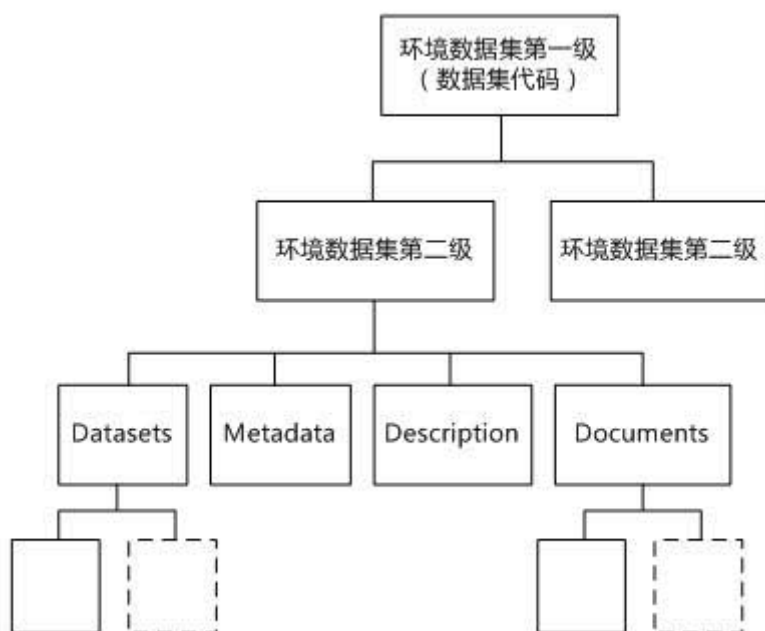 环境数据集第一级
（数据集代码）
环境数据集第二级
环境数据集第二级
Datasets
Metadata
Description
Documents